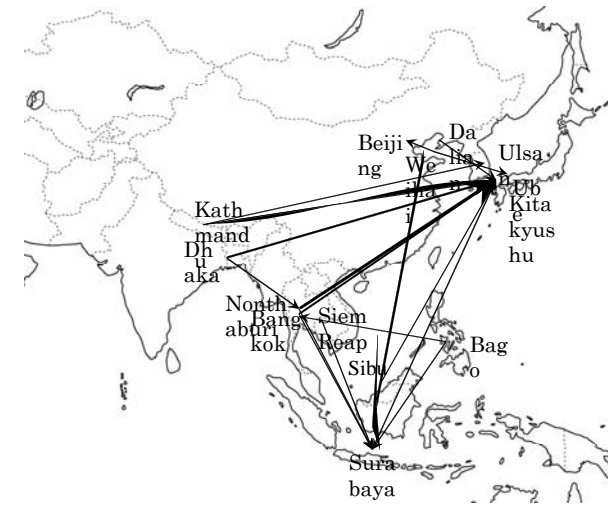 Beiji
ng
Da
lia
n
We
iha
i
Ulsa
n
Ub
e
Kita
kyus
hu
Kath
mand
u
Dh
aka
Nonth
aburi
Bang
kok
Siem
Reap
Sibu
Bag
o
Sura
baya